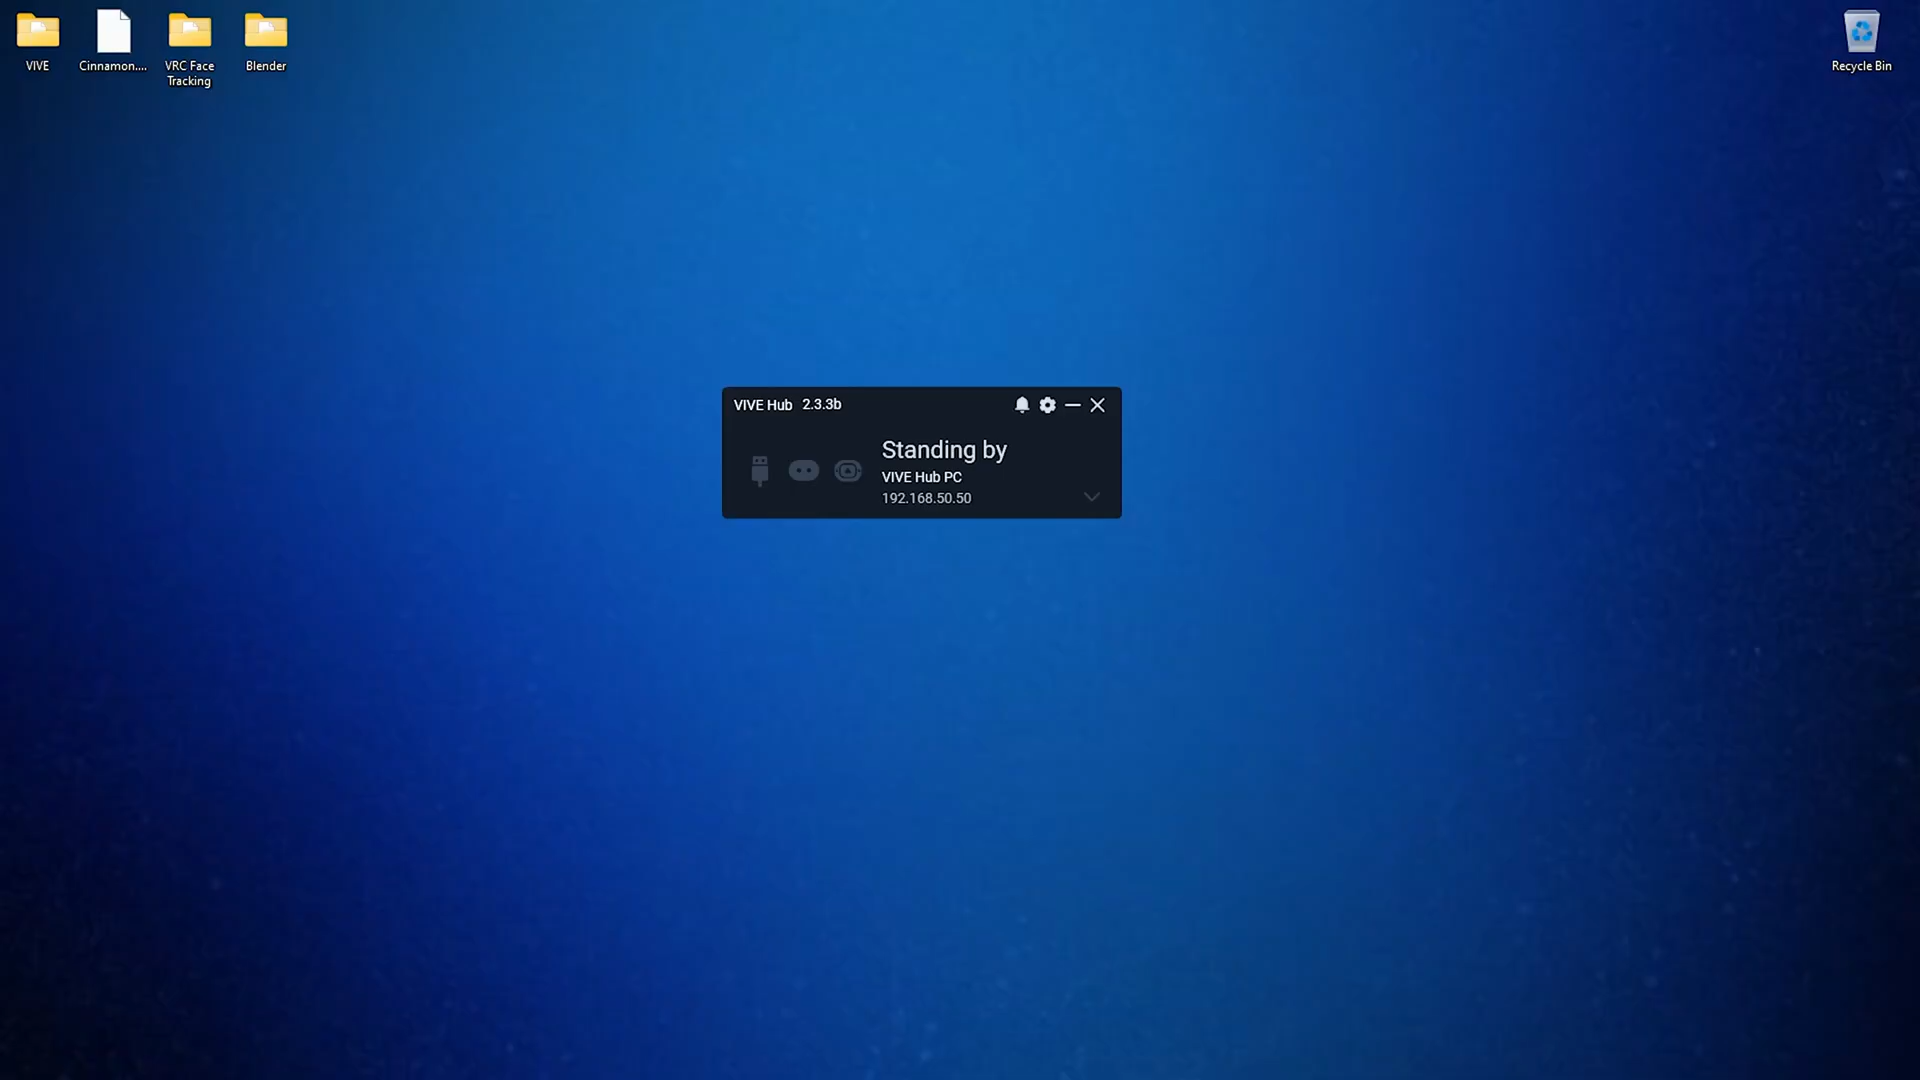 VIVE
Cinnamon....
VRC Face
Tracking
Blender
Recycle Bin
VIVE Hub 2.3.3b
Standing by
VIVE Hub PC
192.168.50.50